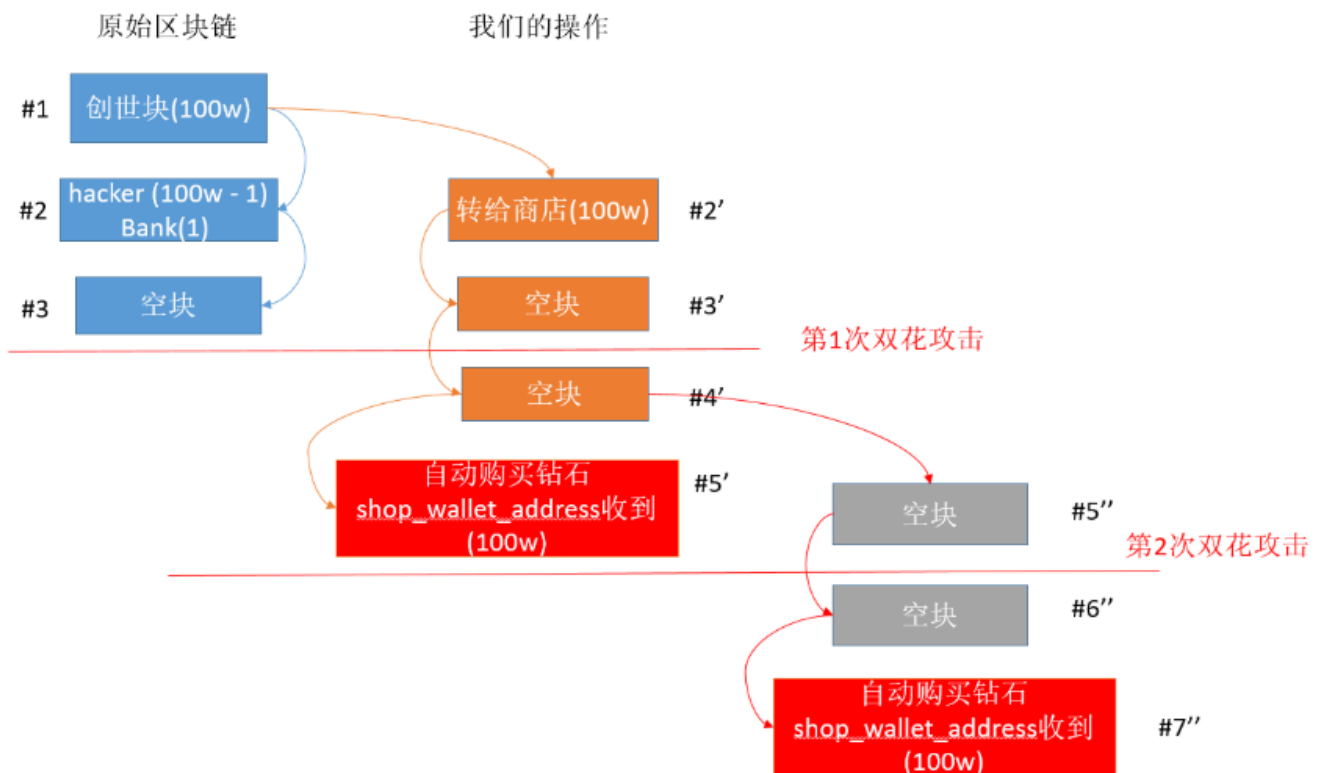 原始区块链
我们的操作
#1
创世块(100w)
#2
hacker (100w - 1)
Bank(1)
转给商店(100w)
#2’
#3
空块
空块
#3’
第1次双花攻击
空块
#4’
自动购买钻石
shop_wallet_address收到
(100w)
#5’
空块
#5’’
第2次双花攻击
空块
#6’’
自动购买钻石
shop_wallet_address收到
(100w)
#7’’